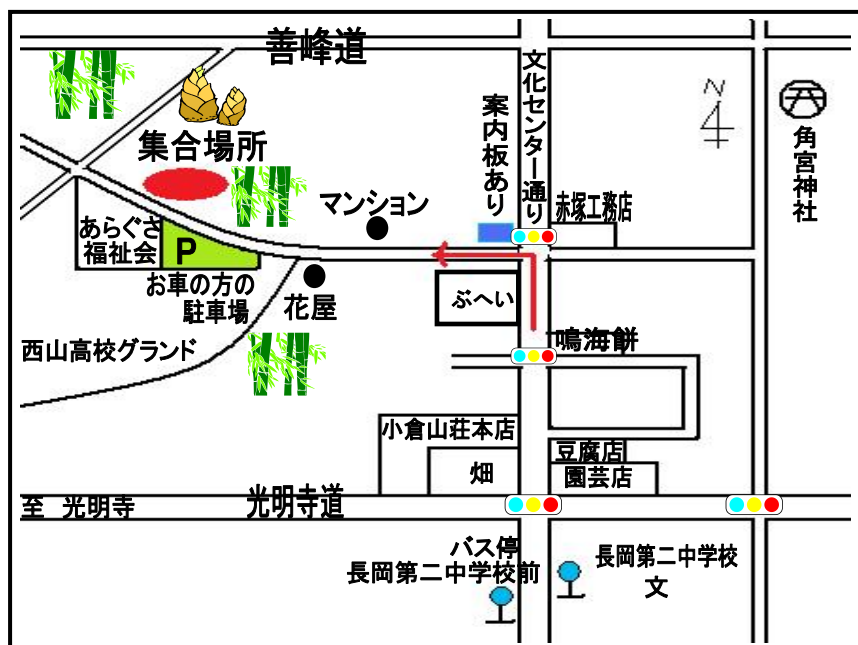 善峰道
文化センター通り
案内板あり
N
角宮神社
集合場所
マンション
赤塚工務店
あらぐさ
福祉会
P
お車の方の
駐車場
花屋
ぶへい
鳴海餅
西山高校グランド
小倉山荘本店
畑
豆腐店
園芸店
至 光明寺
光明寺道
バス停
長岡第二中学校前
長岡第二中学校
文